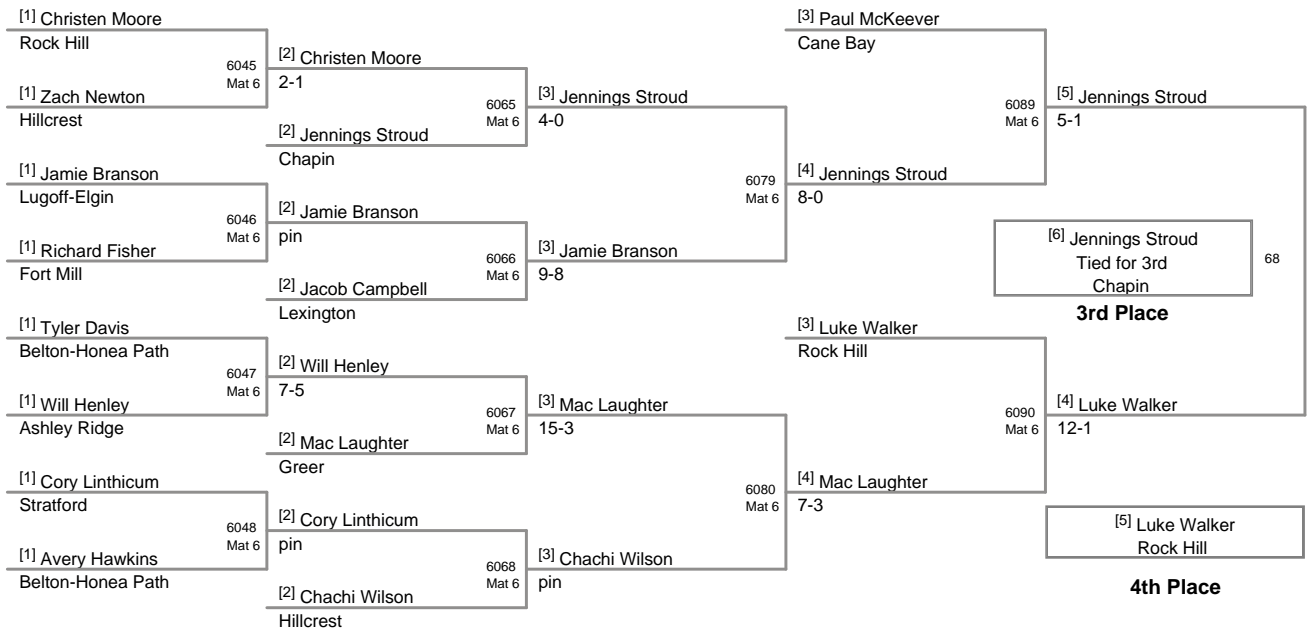 [1] Christen Moore
Rock Hill
6045
Mat 6
[1] Zach Newton
Hillcrest
[1] Jamie Branson
Lugoff-Elgin
6046
Mat 6
[1] Richard Fisher
Fort Mill
[1] Tyler Davis
Belton-Honea Path
6047
Mat 6
[1] Will Henley
Ashley Ridge
[1] Cory Linthicum
Stratford
6048
Mat 6
[1] Avery Hawkins
Belton-Honea Path
[2] Christen Moore
2-1
6065
Mat 6
[2] Jennings Stroud
Chapin
[2] Jamie Branson
pin
6066
Mat 6
[2] Jacob Campbell
Lexington
[2] Will Henley
7-5
6067
Mat 6
[2] Mac Laughter
Greer
[2] Cory Linthicum
pin
6068
Mat 6
[2] Chachi Wilson
Hillcrest
[3] Jennings Stroud
4-0
6079
Mat 6
[3] Jamie Branson
9-8
[3] Mac Laughter
15-3
6080
Mat 6
[3] Chachi Wilson
pin
[3] Paul McKeever
Cane Bay
6089
Mat 6
[4] Jennings Stroud
8-0
[3] Luke Walker
Rock Hill
6090
Mat 6
[4] Mac Laughter
7-3
[5] Jennings Stroud
5-1
[6] Jennings Stroud
Tied for 3rd
Chapin
68
3rd Place
[4] Luke Walker
12-1
[5] Luke Walker
Rock Hill
4th Place